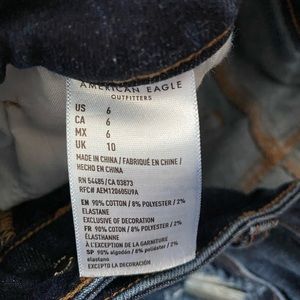 AMERICAN EAGLE
OUTFITTERS
US 6
CA 6
MX 6
UK 10
MADE IN CHINA / FABRIQUÉ EN CHINE /
HECHO EN CHINA
RN 54485/CA 03873
RFC# AEM120605U9A
EN 90% COTTON / 8% POLYESTER / 2%
ELASTANE
EXCLUSIVE OF DECORATION
FR 90% COTON / 8% POLYESTER / 2%
ÉLASTHANNE
À L'EXCEPTION DE LA GARNITURE
SP 90% algodón / 8% poliéster / 2%
elastano
EXCEPTO LA DECORACIÓN